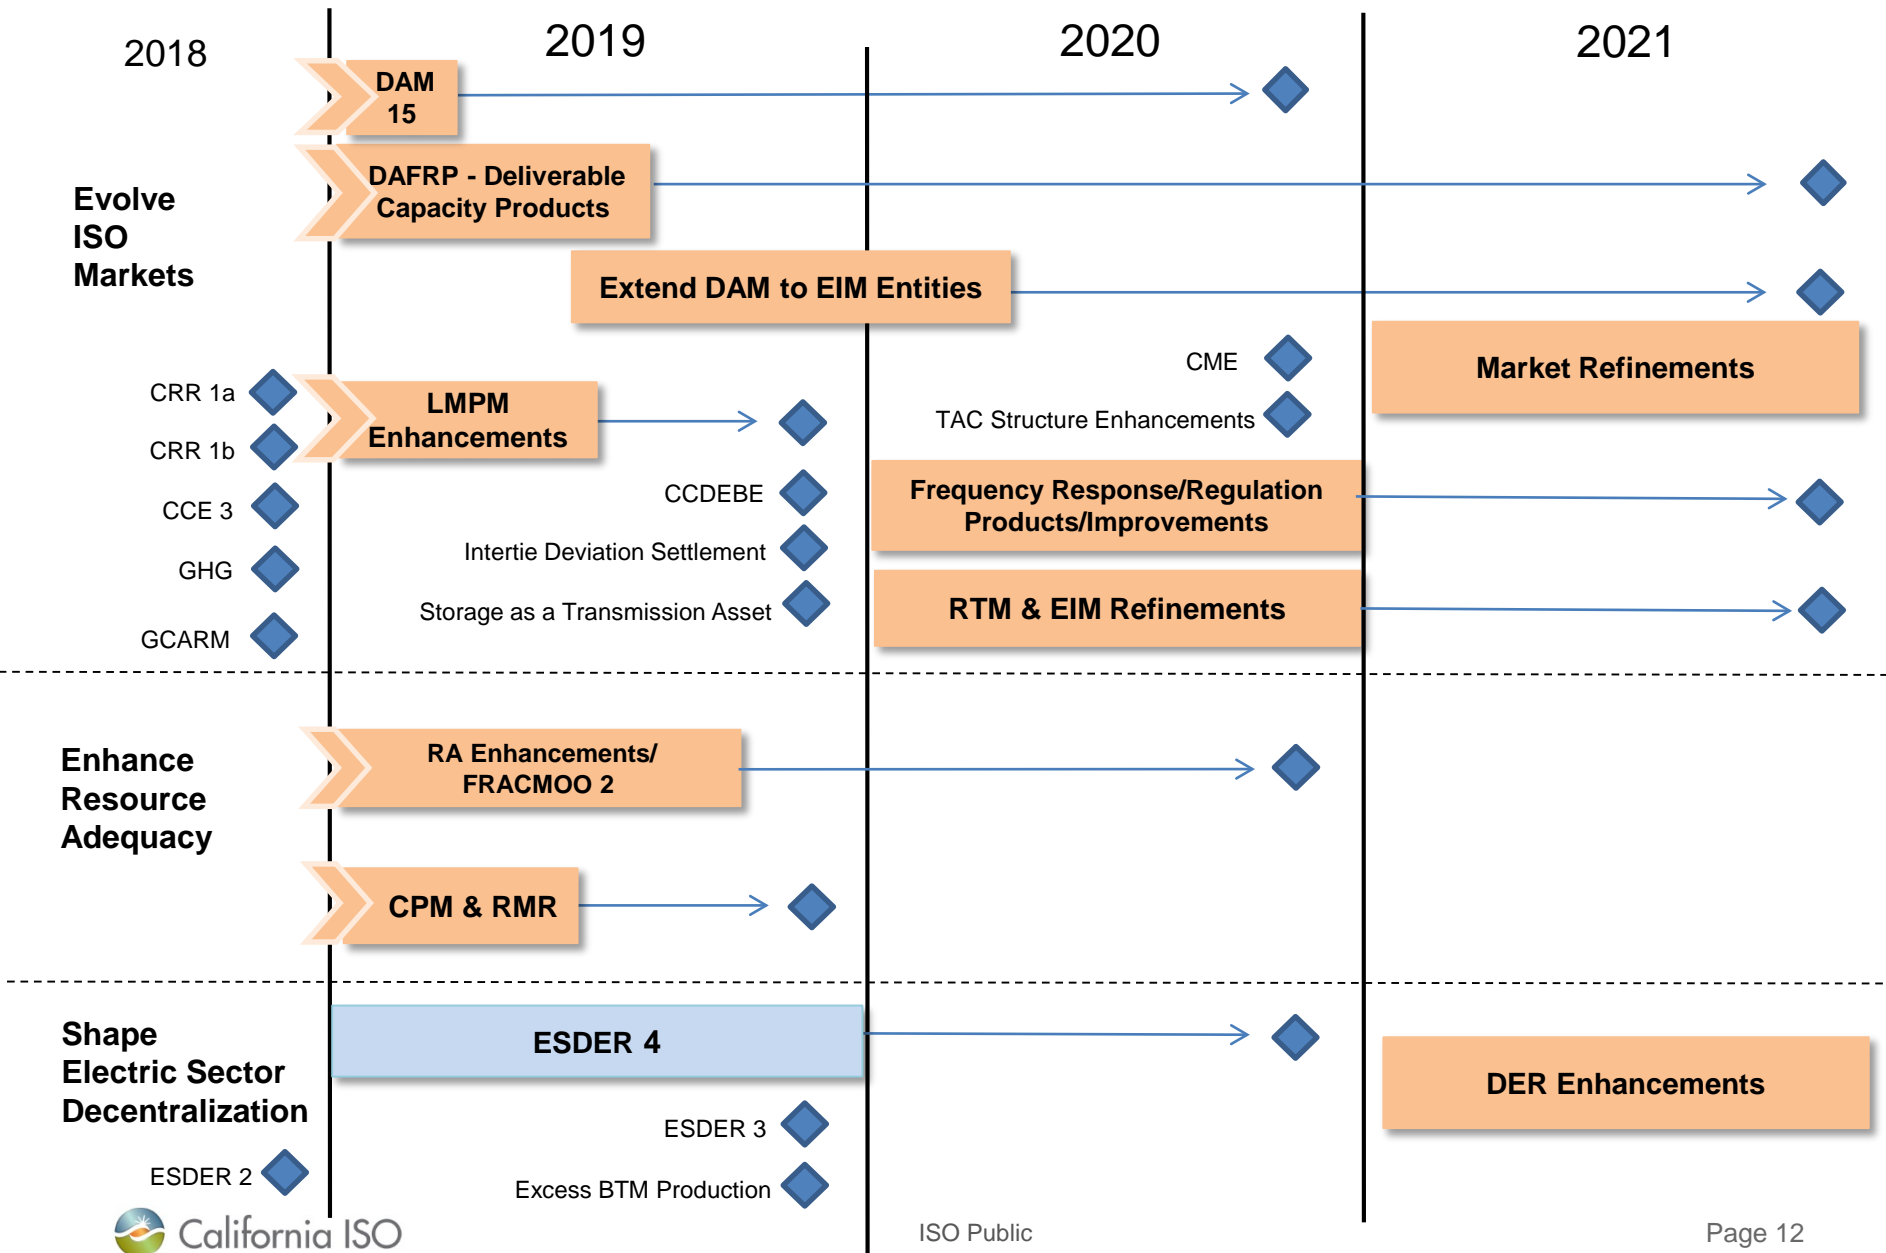 2018
2019
2020
2021
DAM
15
DAFRP - Deliverable
Capacity Products
Evolve
ISO
Markets
Extend DAM to EIM Entities
CME
Market Refinements
CRR 1a
LMPM
Enhancements
TAC Structure Enhancements
CRR 1b
CCDEBE
Frequency Response/Regulation
Products/Improvements
CCE 3
Intertie Deviation Settlement
GHG
Storage as a Transmission Asset
RTM & EIM Refinements
GCARM
Enhance
Resource
Adequacy
RA Enhancements/
FRACMOO 2
CPM & RMR
Shape
Electric Sector
Decentralization
ESDER 4
DER Enhancements
ESDER 3
ESDER 2
Excess BTM Production
California ISO
ISO Public
Page 12